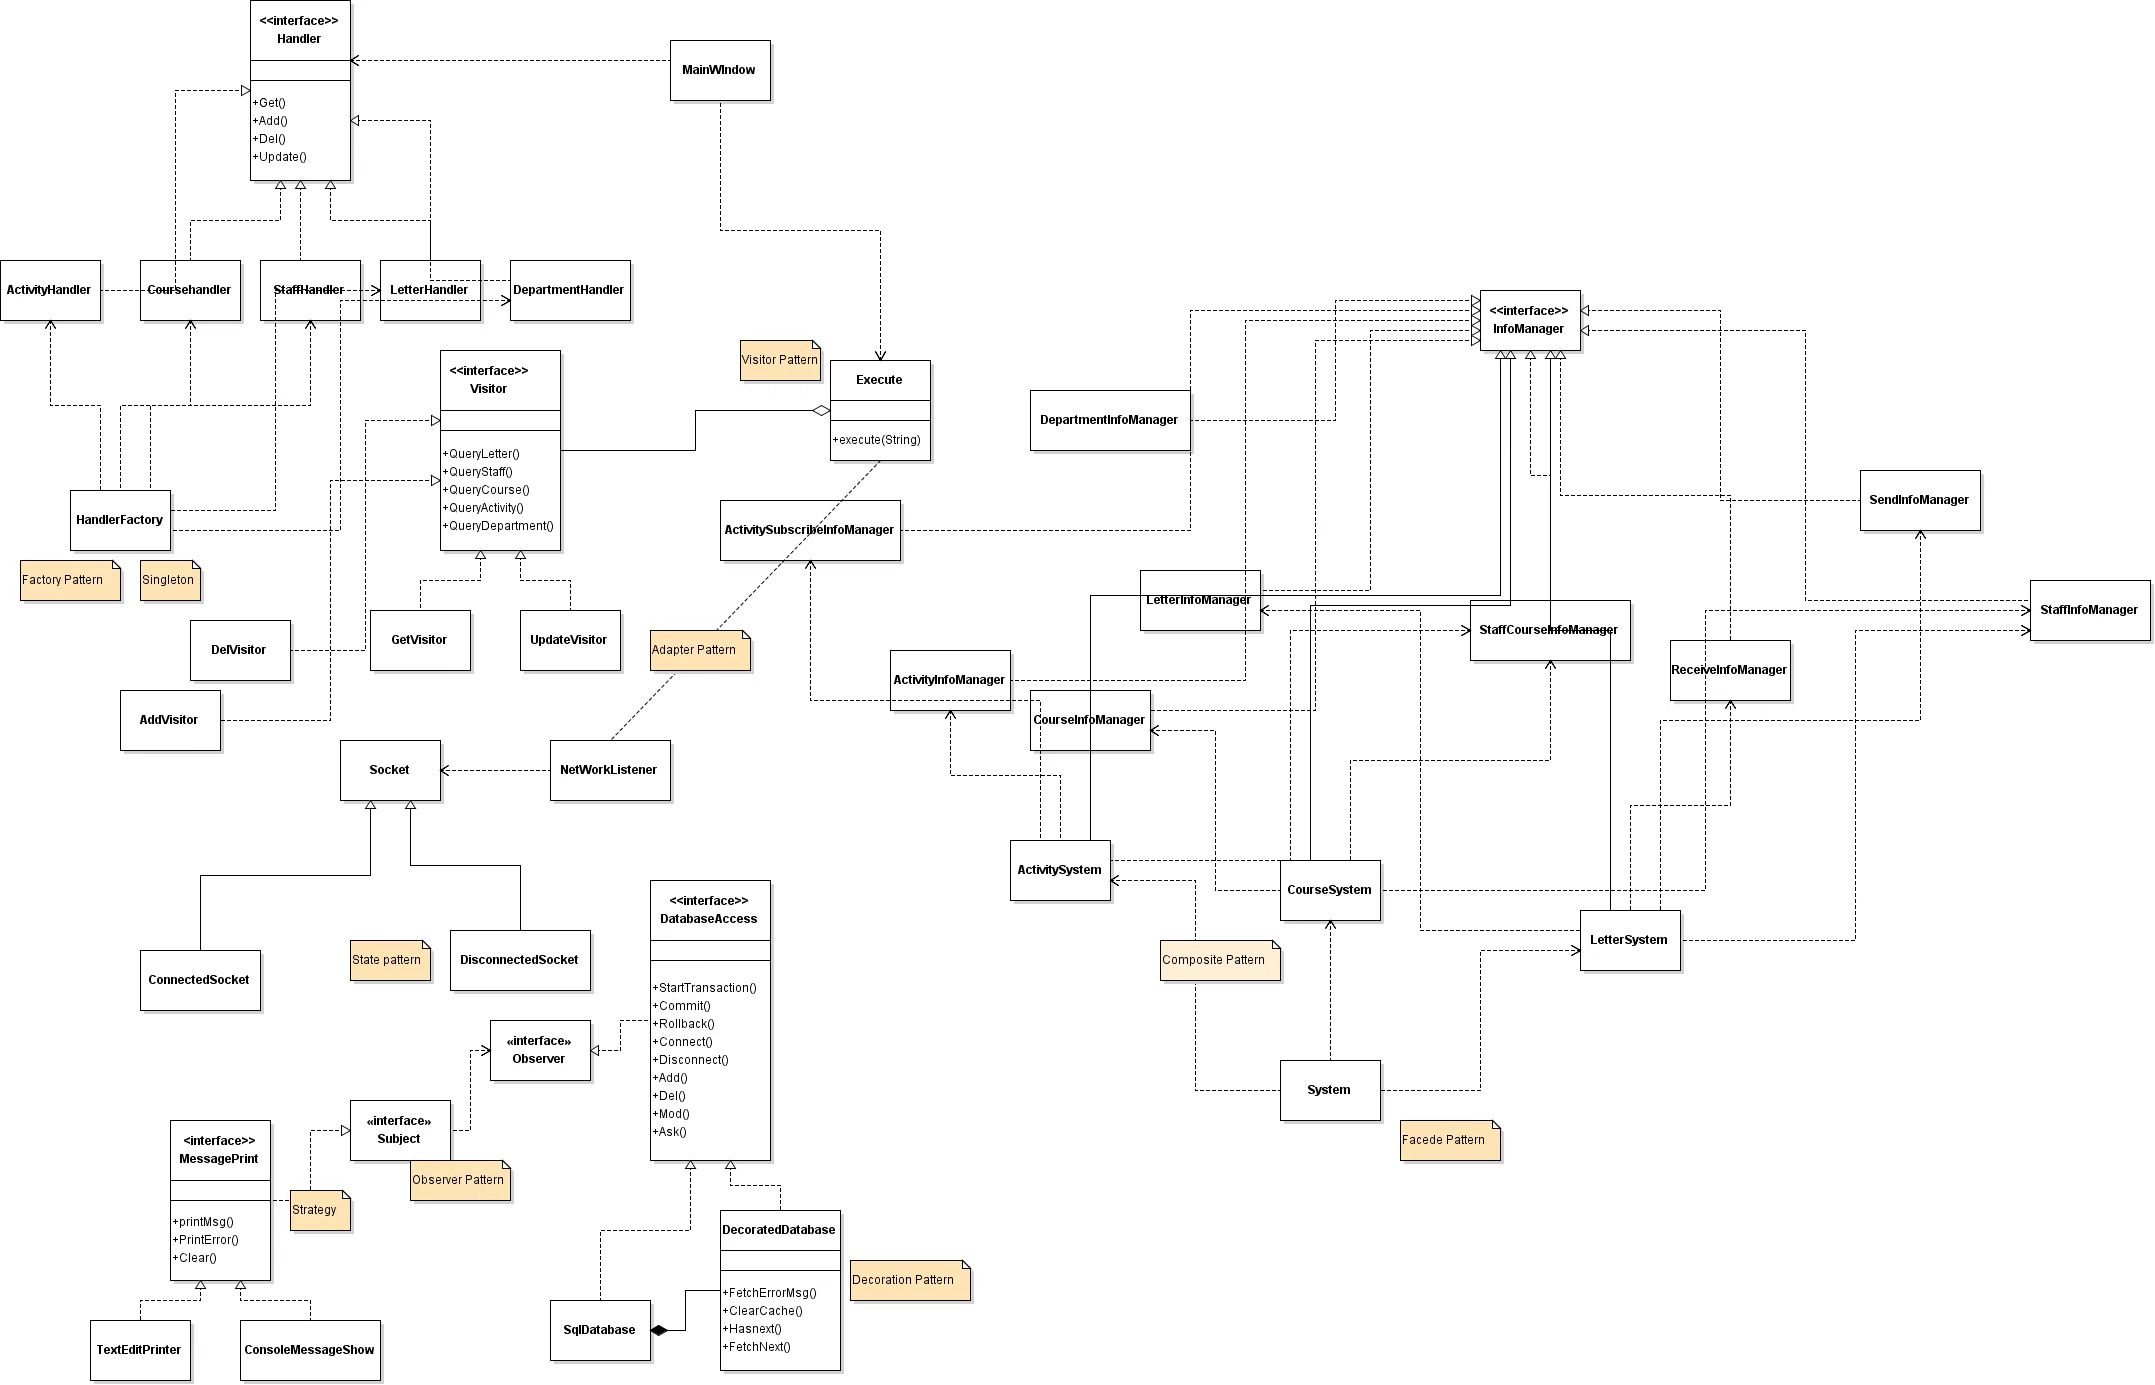 <<interface>>
Handler
+Get()
+Add()
+Del()
+Update()
MainWIndow
ActivityHandler
Coursehandler
StaffHandler
LetterHandler
DepartmentHandler
<<interface>>
Visitor
+QueryLetter()
+QueryStaff()
+QueryCourse()
+QueryActivity()
+QueryDepartment()
Visitor Pattern
Execute
+execute(String)
<<interface>>
InfoManager
DepartmentInfoManager
SendInfoManager
HandlerFactory
ActivitySubscribeInfoManager
Factory Pattern
Singleton
LetterInfoManager
StaffCourseInfoManager
StaffInfoManager
DelVisitor
GetVisitor
UpdateVisitor
Adapter Pattern
ActivityInfoManager
ReceiveInfoManager
AddVisitor
CourseInfoManager
Socket
NetWorkListener
ActivitySystem
CourseSystem
<<interface>>
DatabaseAccess
+StartTransaction()
+Commit()
+Rollback()
+Connect()
+Disconnect()
+Add()
+Del()
+Mod()
+Ask()
LetterSystem
ConnectedSocket
State pattern
DisconnectedSocket
Composite Pattern
«interface»
Observer
System
«interface»
Subject
Observer Pattern
Facede Pattern
<interface>>
MessagePrint
+printMsg()
+PrintError()
+Clear()
Strategy
DecoratedDatabase
+FetchErrorMsg()
+ClearCache()
+Hasnext()
+FetchNext()
Decoration Pattern
SqlDatabase
TextEditPrinter
ConsoleMessageShow